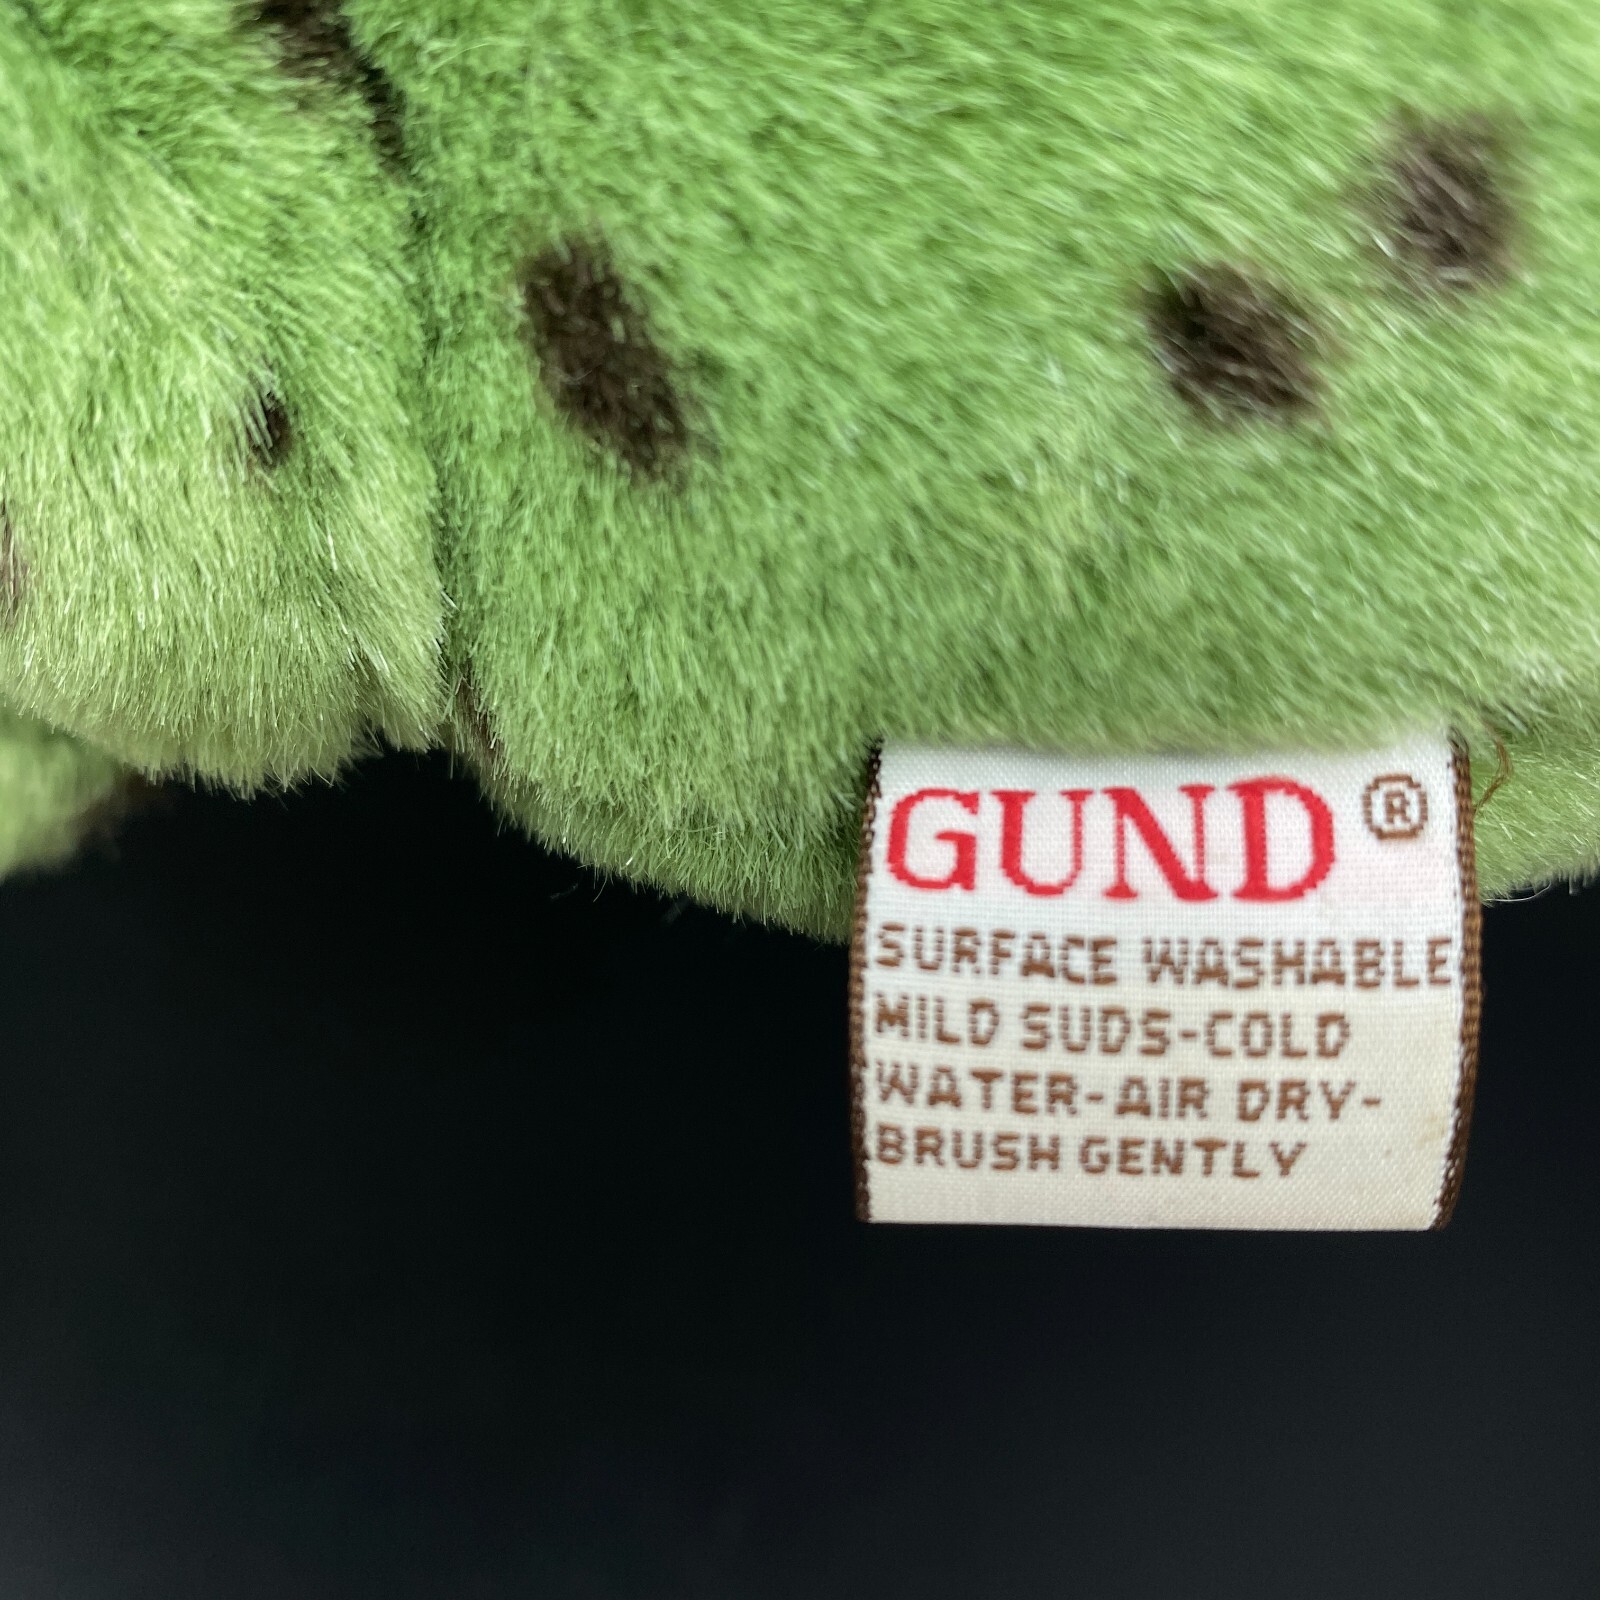 GUND ®
SURFACE WASHABLE
MILD SUDS-COLD
WATER-AIR DRY-
BRUSH GENTLY